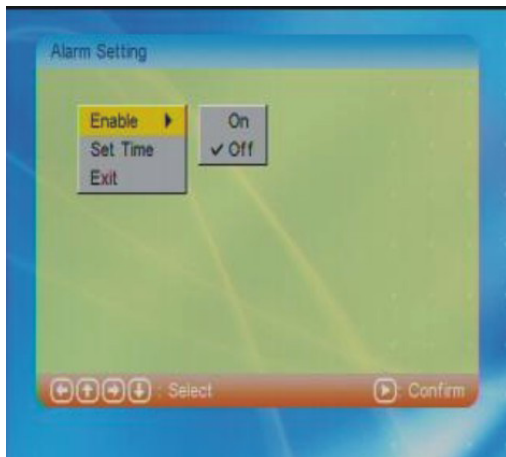 Alarm Setting
Enable
On
Set Time
Off
Exit
: Select
: Confirm